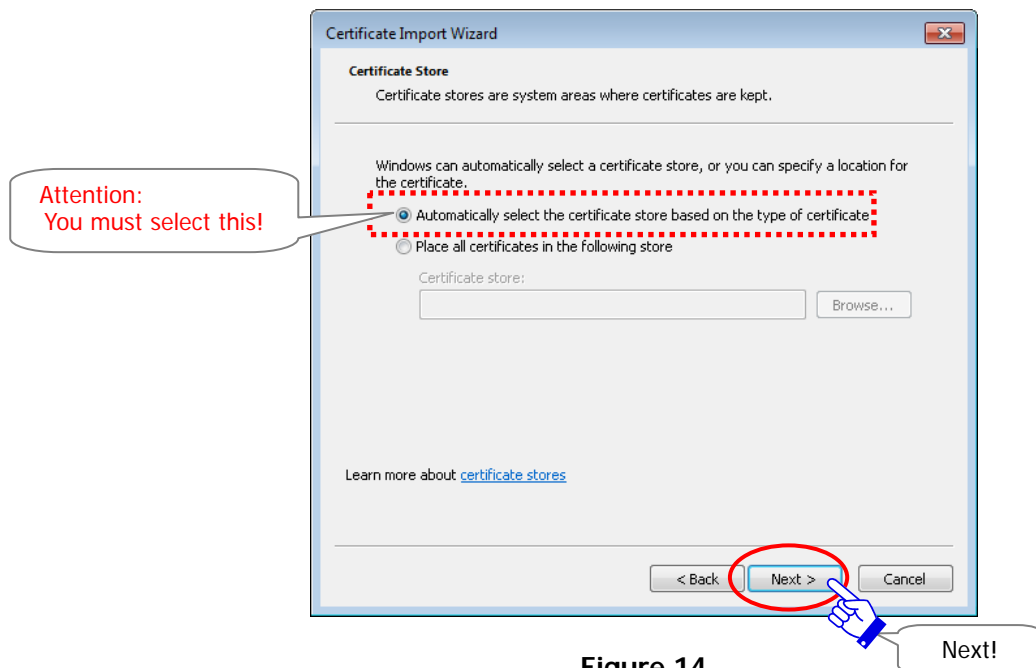 Certificate Import Wizard
Certificate Store
Certificate stores are system areas where certificates are kept.
Windows can automatically select a certificate store, or you can specify a location for
the certificate.
Attention:
You must select this!
Automatically select the certificate store based on the type of certificate
Place all certificates in the following store
Certificate store:
Browse...
Learn more about certificate stores
< Back Next > Cancel
Next!
Figure 14